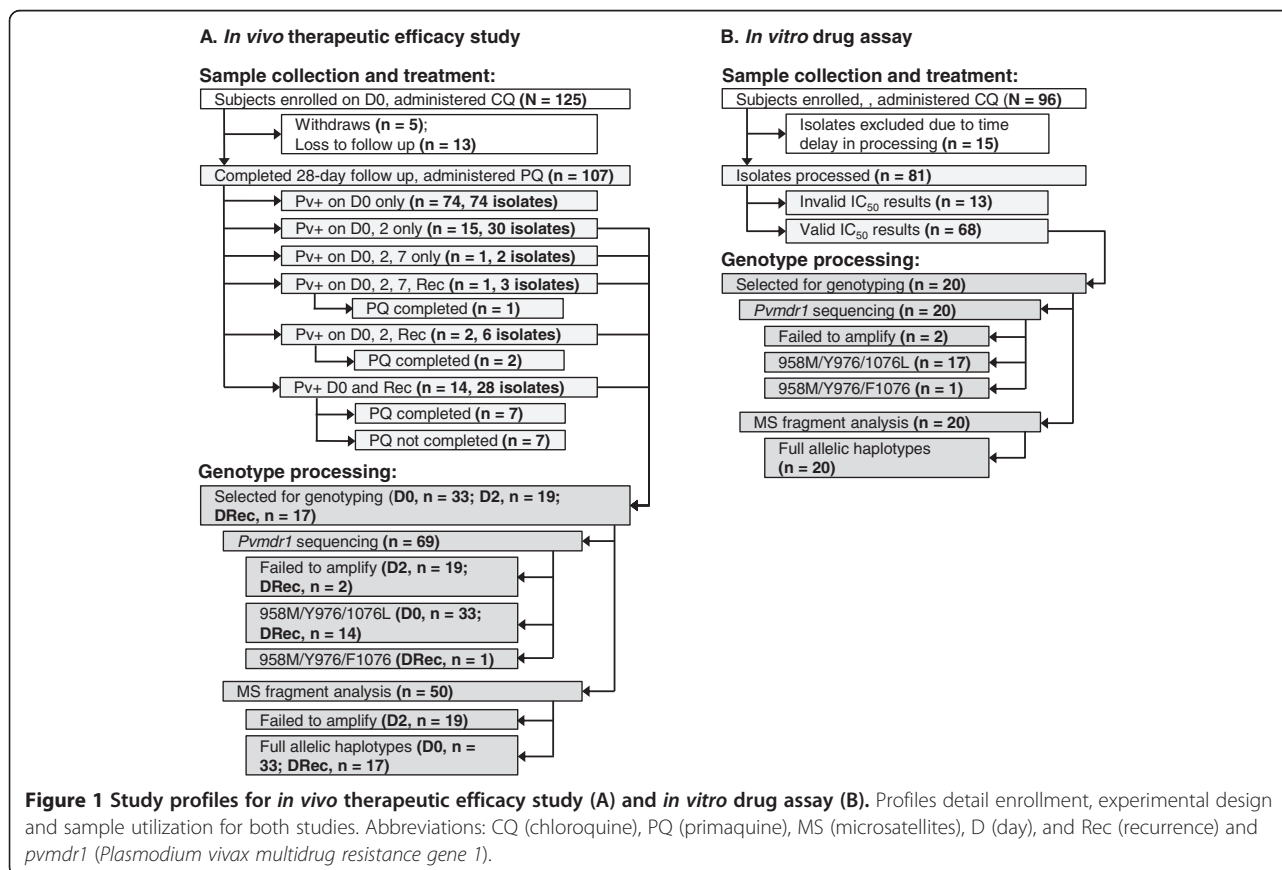 A. In vivo therapeutic efficacy study
Sample collection and treatment:
Subjects enrolled on D0, administered CQ (N = 125)
Withdraws (n = 5);
Loss to follow up (n = 13)
Completed 28-day follow up, administered PQ (n = 107)
Pv+ on D0 only (n = 74, 74 isolates)
Pv+ on D0, 2 only (n = 15, 30 isolates)
Pv+ on D0, 2, 7 only (n = 1, 2 isolates)
Pv+ on D0, 2, 7, Rec (n = 1, 3 isolates)
PQ completed (n = 1)
Pv+ on D0, 2, Rec (n = 2, 6 isolates)
PQ completed (n = 2)
Pv+ D0 and Rec (n = 14, 28 isolates)
PQ completed (n = 7)
PQ not completed (n = 7)
Genotype processing:
Selected for genotyping (D0, n = 33; D2, n = 19;
DRec, n = 17)
Pvmdr1 sequencing (n = 69)
Failed to amplify (D2, n = 19;
DRec, n = 2)
958M/Y976/1076L (D0, n = 33;
DRec, n = 14)
958M/Y976/F1076 (DRec, n = 1)
MS fragment analysis (n = 50)
Failed to amplify (D2, n = 19)
Full allelic haplotypes (D0, n =
33; DRec, n = 17)
B. In vitro drug assay
Sample collection and treatment:
Subjects enrolled, , administered CQ (N = 96)
Isolates excluded due to time
delay in processing (n = 15)
Isolates processed (n = 81)
Invalid IC50 results (n = 13)
Valid IC50 results (n = 68)
Genotype processing:
Selected for genotyping (n = 20)
Pvmdr1 sequencing (n = 20)
Failed to amplify (n = 2)
958M/Y976/1076L (n = 17)
958M/Y976/F1076 (n = 1)
MS fragment analysis (n = 20)
Full allelic haplotypes
(n = 20)
Figure 1 Study profiles for in vivo therapeutic efficacy study (A) and in vitro drug assay (B). Profiles detail enrollment, experimental design
and sample utilization for both studies. Abbreviations: CQ (chloroquine), PQ (primaquine), MS (microsatellites), D (day), and Rec (recurrence) and
pvmdr1 (Plasmodium vivax multidrug resistance gene 1).